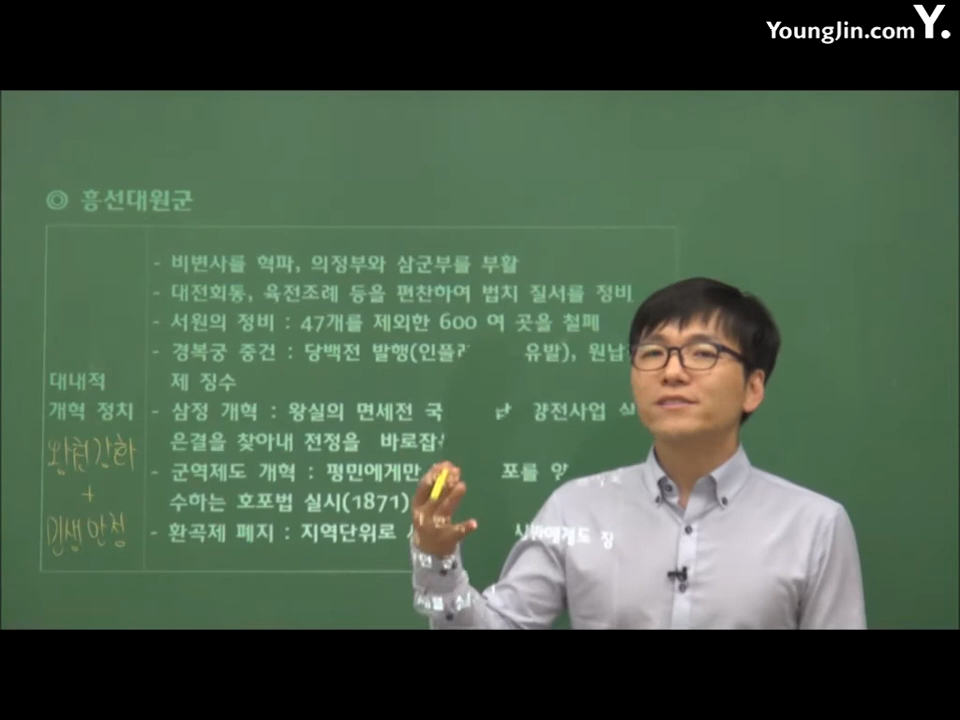 YoungJin.com Y.
◎ 흥선대원군
- 비변사를 혁파, 의정부와 삼군부를 부활
- 대전회통, 육전조례 등을 편찬하여 법치 질서를 정비
- 서원의 정비 : 47개를 제외한 600 여 곳을 철폐
- 경복궁 중건 : 당백전 발행(인플 유발), 원납
대내적 제 징수
개혁 정치 - 삼정 개혁 : 왕실의 면세전 국 양전사업
왕권강화 은결을 찾아내 전정을 바로잡
+ - 군역제도 개혁 : 평민에게만 포를
수하는 호포법 실시(1871)
민생안정 - 환곡제 폐지 : 지역단위로
에게도 징